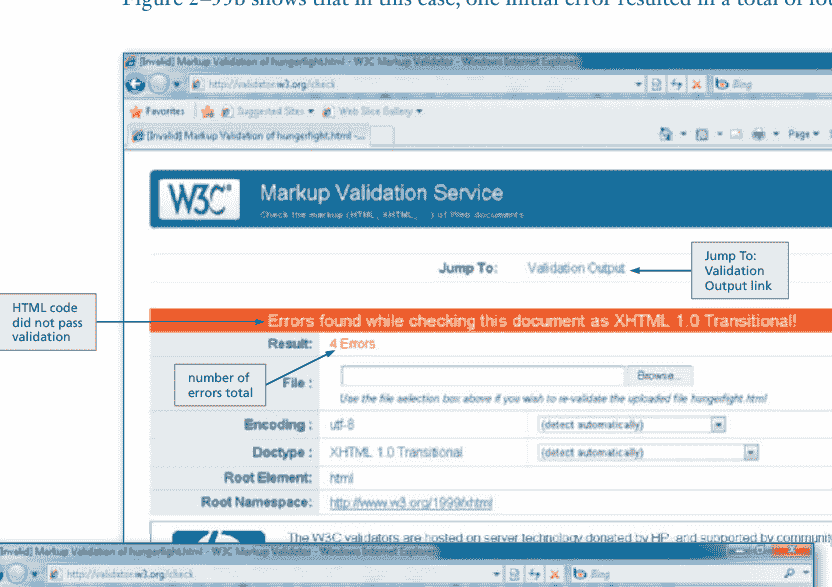 Figure 2–35b shows that in this case, one initial error resulted in a total of fou
[Invalid] Markup Validation of hungerfight.html - W3C Markup Validator - Windows Internet Explorer
http://validator.w3.org/check
Bing
Favorites
Suggested Sites
Web Slice Gallery
[Invalid] Markup Validation of hungerfight.html -...
Page
W3C
Markup Validation Service
Check the markup (HTML, XHTML, ...) of Web documents
Jump To: Validation Output
Jump To:
Validation
Output link
HTML code
did not pass
validation
Errors found while checking this document as XHTML 1.0 Transitional!
Result: 4 Errors
number of
errors total
File : Browse...
Use the file selection box above if you wish to re-validate the uploaded file hungerfight.html
Encoding : utf-8 (detect automatically)
Doctype : XHTML 1.0 Transitional (detect automatically)
Root Element: html
Root Namespace: http://www.w3.org/1999/xhtml
The W3C validators are hosted on server technology donated by HP, and supported by community
Invalid] Markup Validation of hungerfight.html - W3C Markup Validator - Windows Internet Explorer
http://validator.w3.org/check
Bing